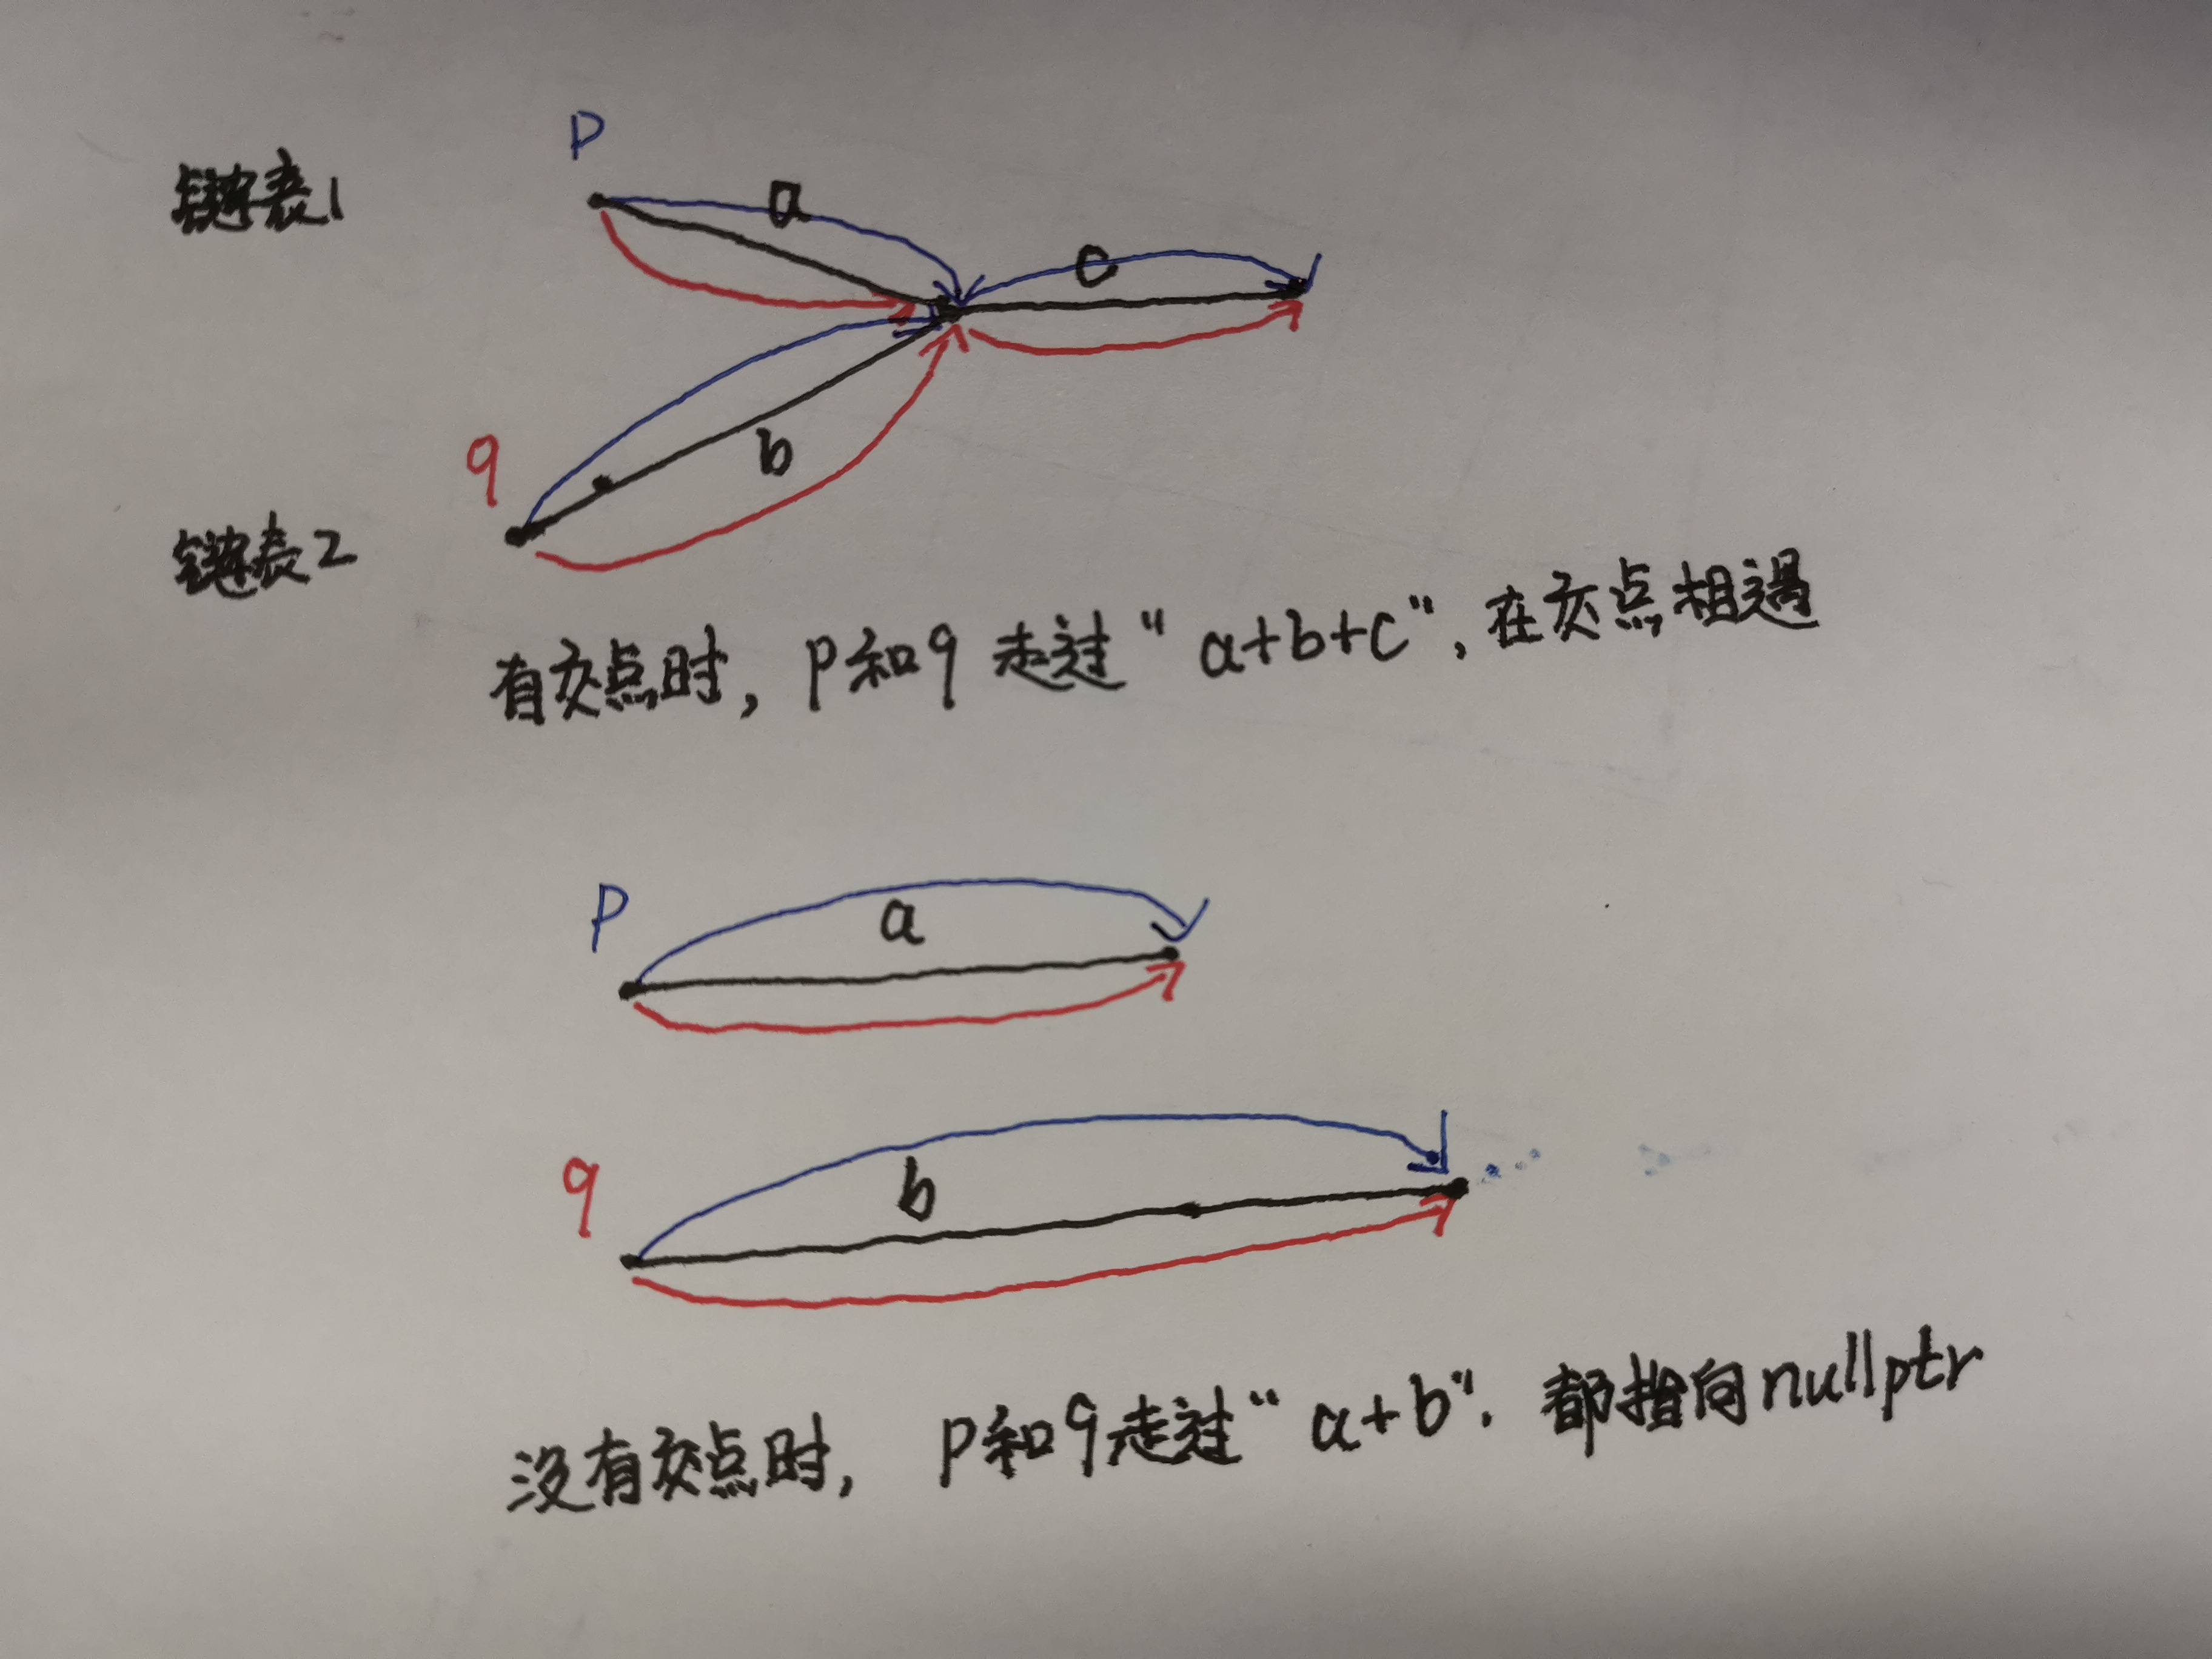 P
链表1
a
c
q
b
链表2
有交点时，p和q走过“a+b+c”，在交点相遇
P
a
q
b
没有交点时，p和q走过“a+b”，都指向nullptr